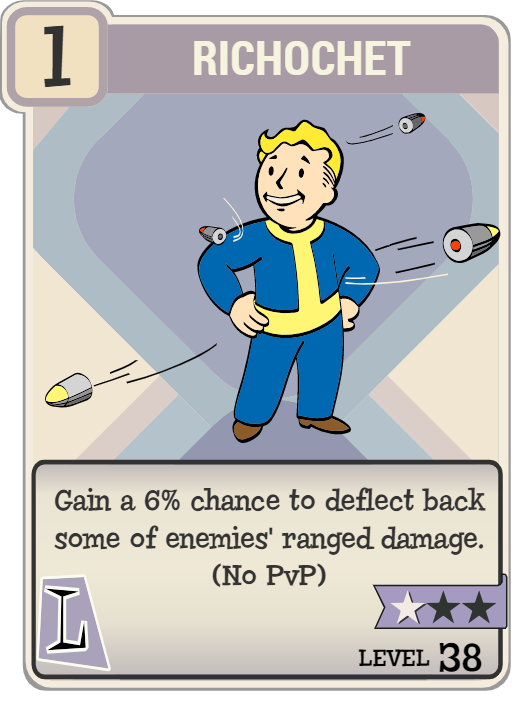 1
RICHOCHET
Gain a 6% chance to deflect back
some of enemies' ranged damage.
(No PvP)
L
LEVEL 38